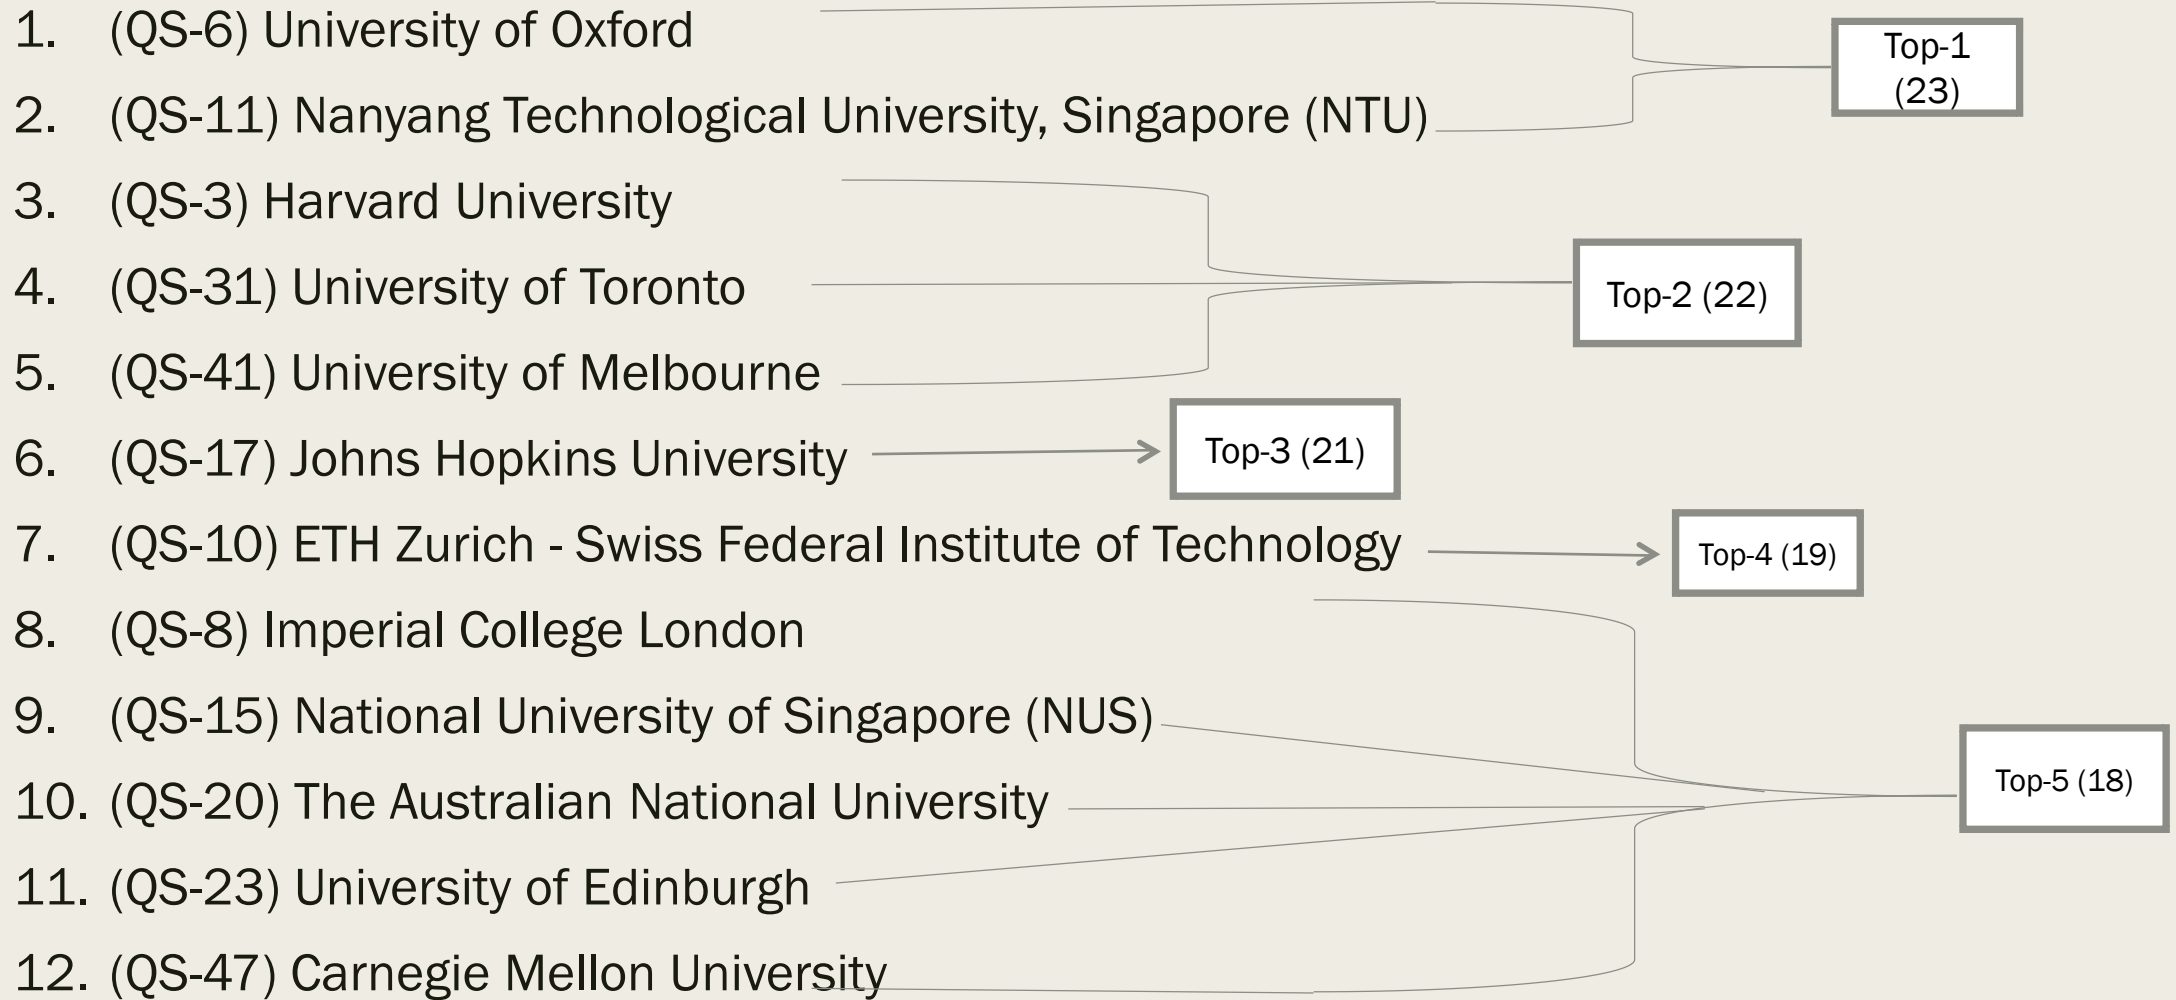 1. (QS-6) University of Oxford
Top-1
(23)
2. (QS-11) Nanyang Technological University, Singapore (NTU)
3. (QS-3) Harvard University
4. (QS-31) University of Toronto
Top-2 (22)
5. (QS-41) University of Melbourne
6. (QS-17) Johns Hopkins University
Top-3 (21)
7. (QS-10) ETH Zurich - Swiss Federal Institute of Technology
Top-4 (19)
8. (QS-8) Imperial College London
9. (QS-15) National University of Singapore (NUS)
10. (QS-20) The Australian National University
Top-5 (18)
11. (QS-23) University of Edinburgh
12. (QS-47) Carnegie Mellon University